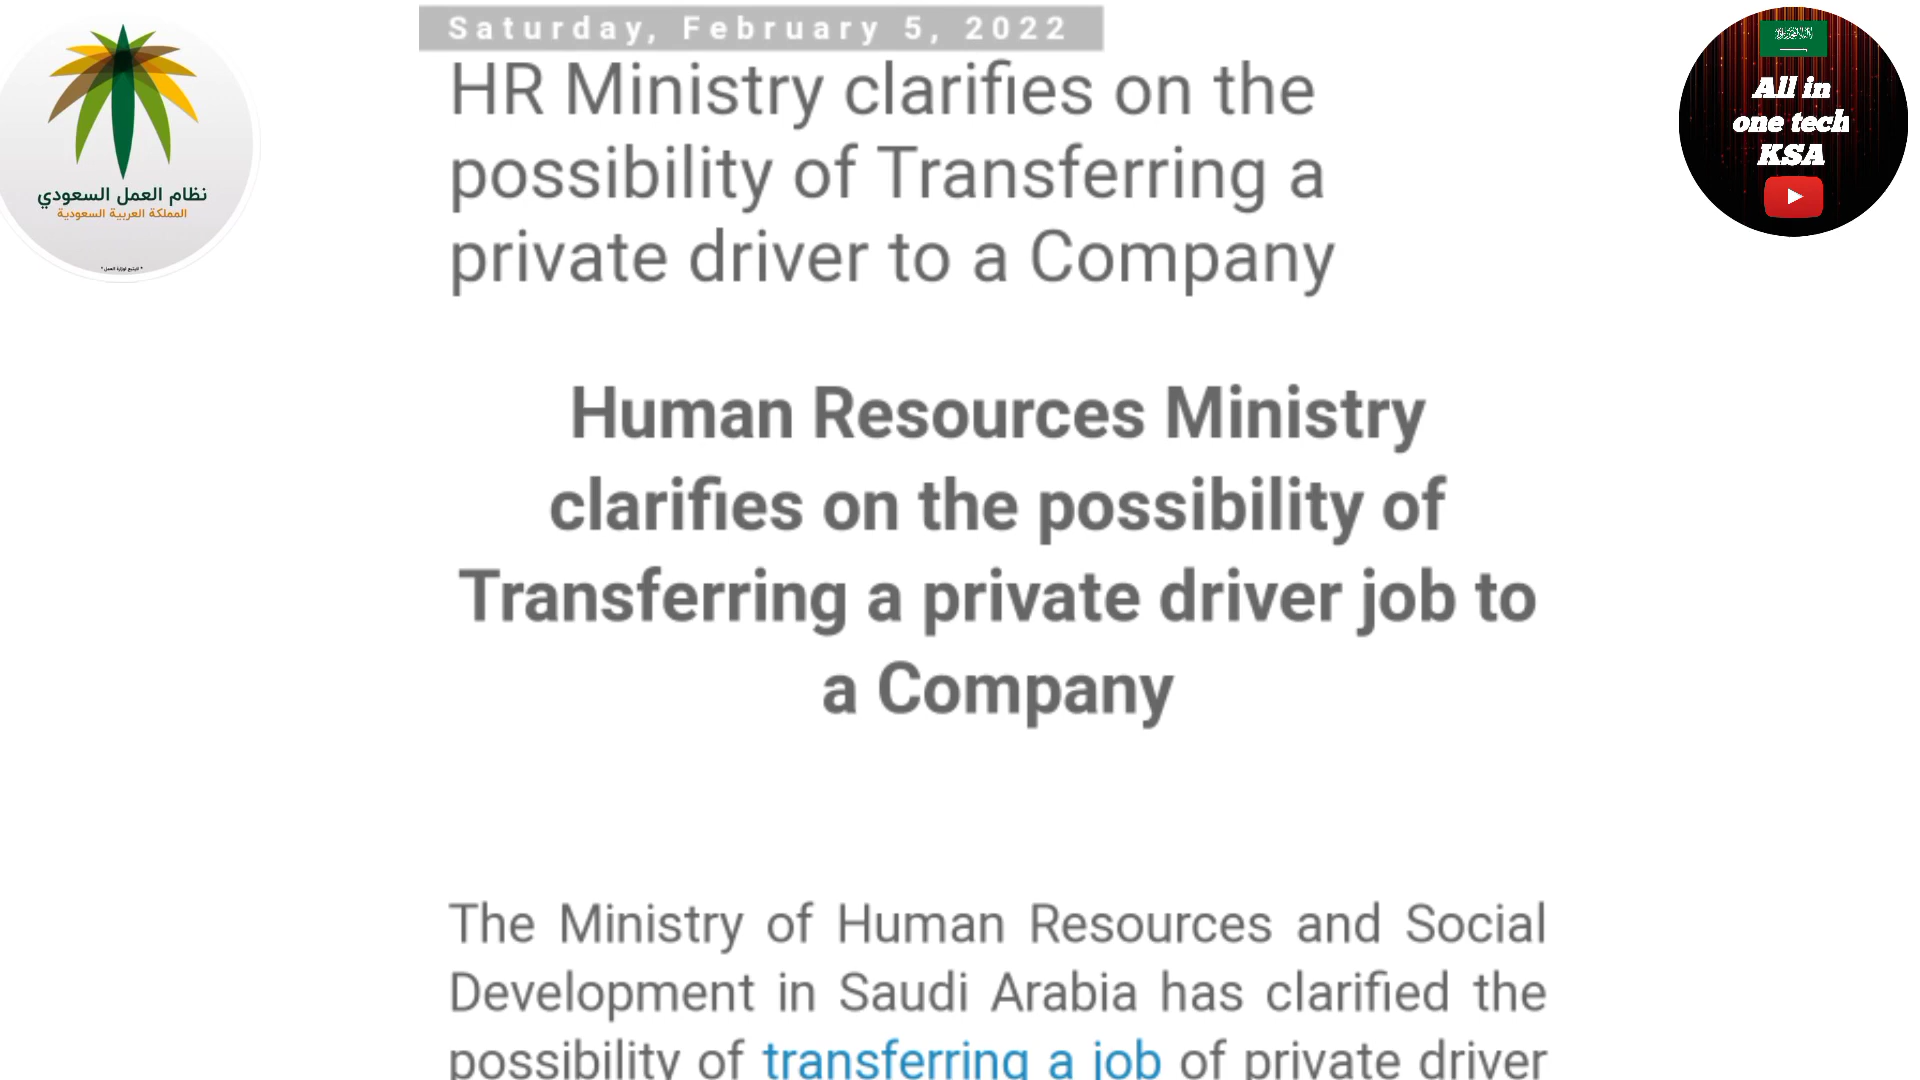 Saturday, February 5, 2022
HR Ministry clarifies on the
possibility of Transferring a
private driver to a Company
Human Resources Ministry
clarifies on the possibility of
Transferring a private driver job to
a Company
The Ministry of Human Resources and Social
Development in Saudi Arabia has clarified the
possibility of transferring a job of private driver
نظام العمل السعودي
المملكة العربية السعودية
All in
one tech
KSA